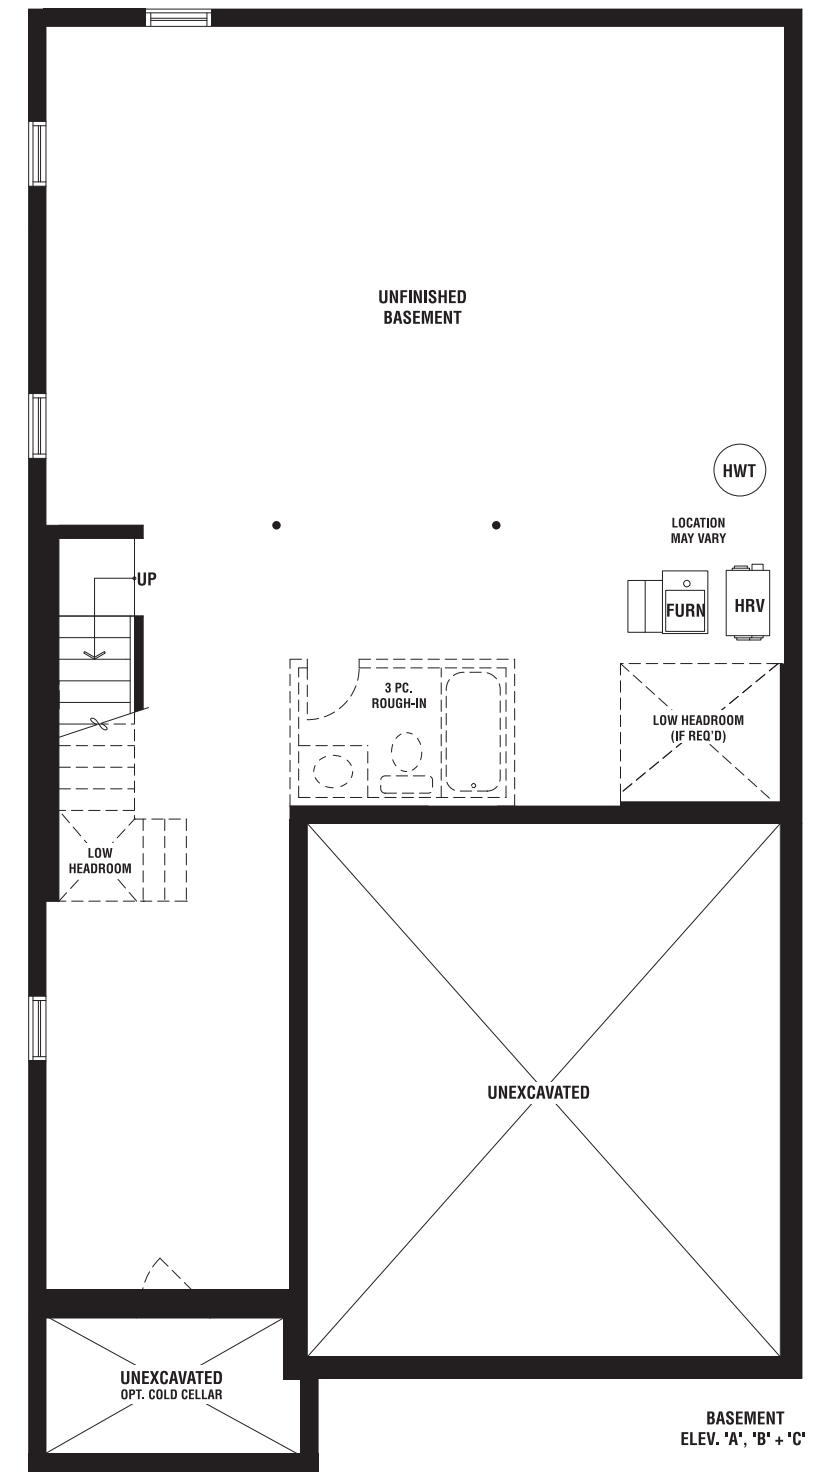 UNFINISHED
BASEMENT
HWT
LOCATION
MAY VARY
UP
FURN
HRV
3 PC.
ROUGH-IN
LOW HEADROOM
(IF REQ'D)
LOW
HEADROOM
UNEXCAVATED
UNEXCAVATED
OPT. COLD CELLAR
BASEMENT
ELEV. 'A', 'B' + 'C'